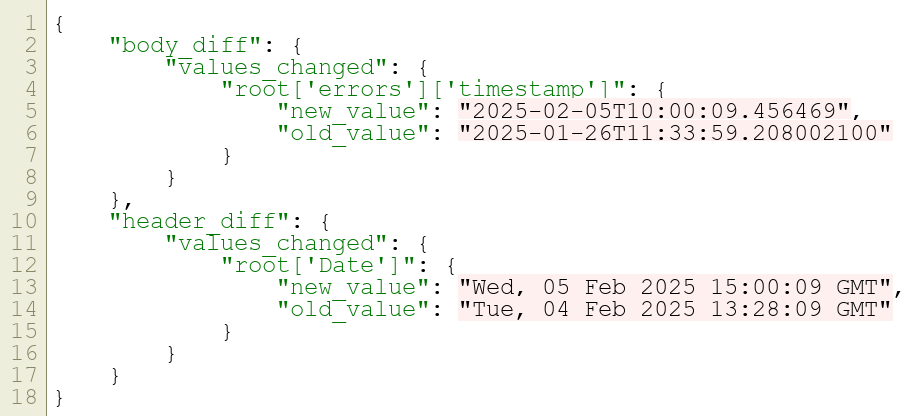 1 {
2     "body_diff": {
3         "values_changed": {
4             "root['errors']['timestamp']": {
5                 "new_value": "2025-02-05T10:00:09.456469",
6                 "old_value": "2025-01-26T11:33:59.208002100"
7             }
8         }
9     },
10     "header_diff": {
11         "values_changed": {
12             "root['Date']": {
13                 "new_value": "Wed, 05 Feb 2025 15:00:09 GMT",
14                 "old_value": "Tue, 04 Feb 2025 13:28:09 GMT"
15             }
16         }
17     }
18 }